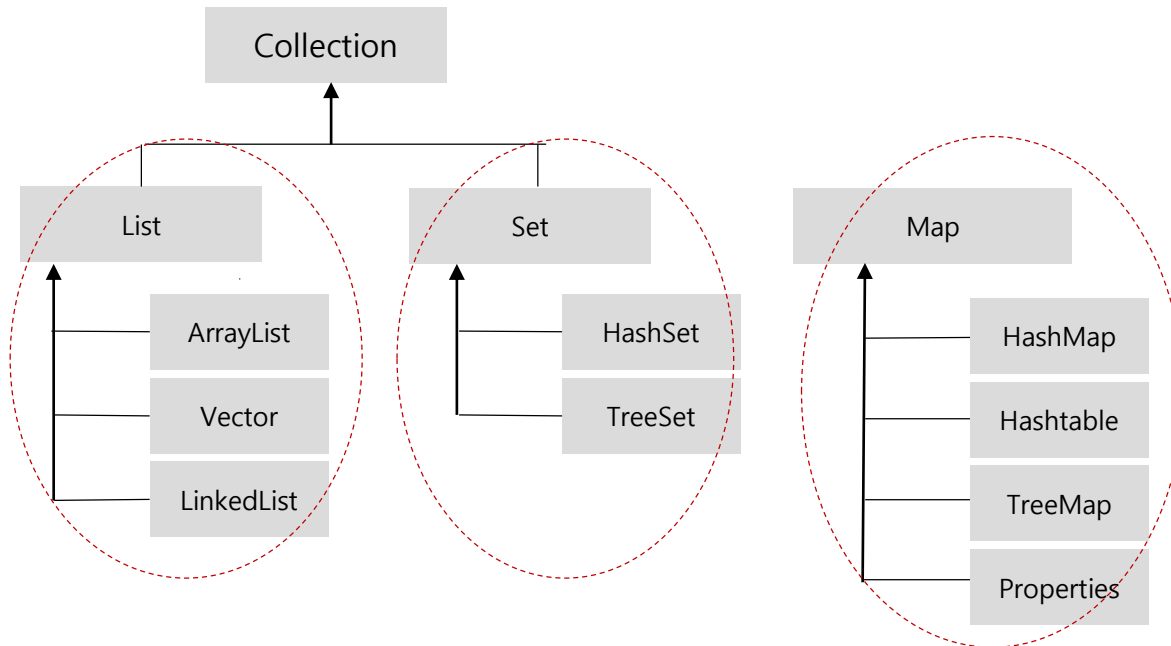 Collection
List
Set
Map
ArrayList
Vector
LinkedList
HashSet
TreeSet
HashMap
Hashtable
TreeMap
Properties